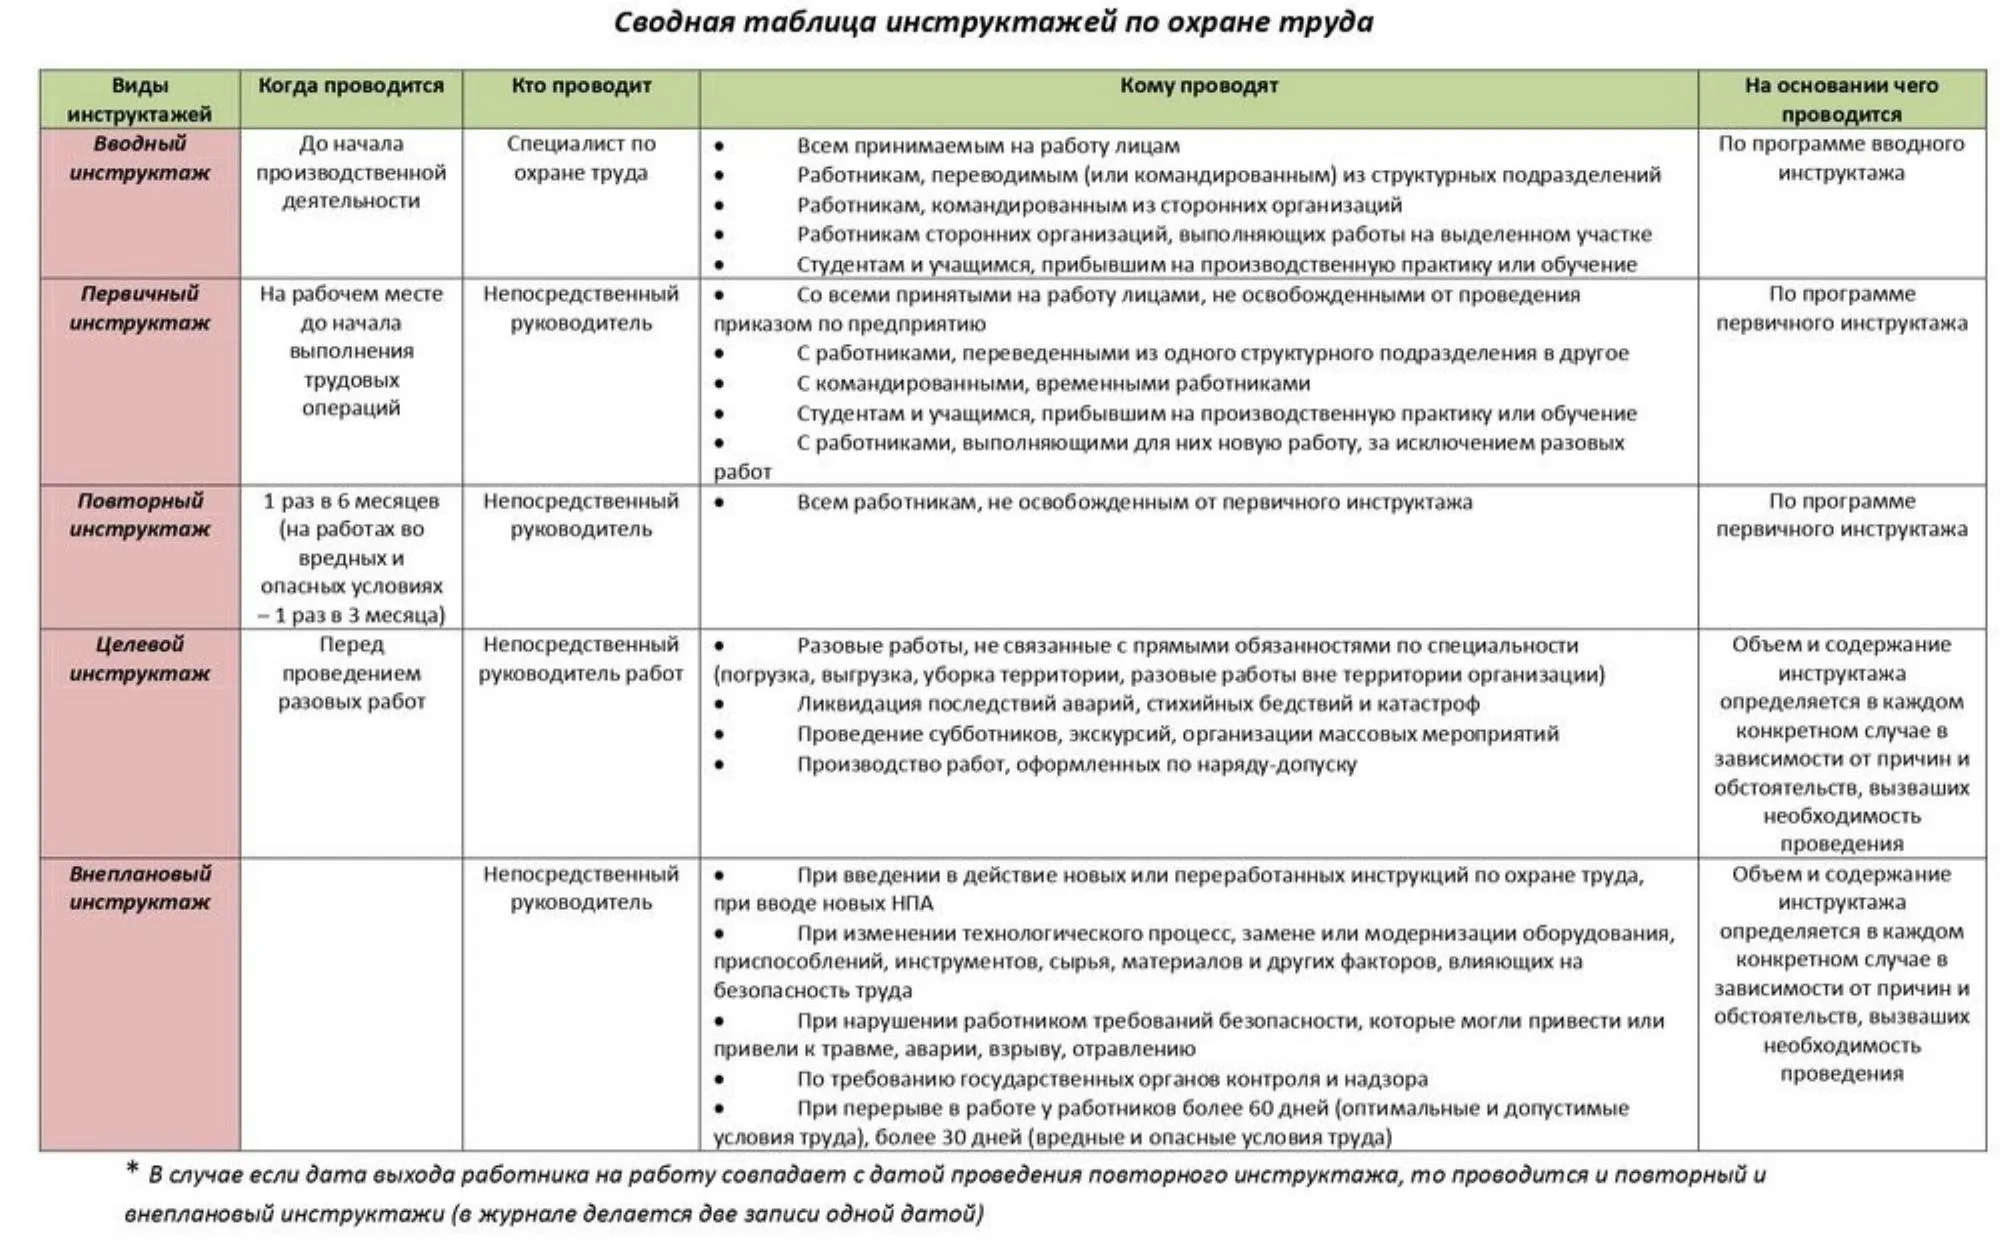 Сводная таблица инструктажей по охране труда
Виды
инструктажей
Когда проводится
Кто проводит
Кому проводят
На основании чего
проводится
Вводный
инструктаж
До начала
производственной
деятельности
Специалист по
охране труда
• Всем принимаемым на работу лицам
• Работникам, переводимым (или командированным) из структурных подразделений
• Работникам, командированным из сторонних организаций
• Работникам сторонних организаций, выполняющих работы на выделенном участке
• Студентам и учащимся, прибывшим на производственную практику или обучение
По программе вводного
инструктажа
Первичный
инструктаж
На рабочем месте
до начала
выполнения
трудовых
операций
Непосредственный
руководитель
• Со всеми принятыми на работу лицами, не освобожденными от проведения
приказом по предприятию
• С работниками, переведенными из одного структурного подразделения в другое
• С командированными, временными работниками
• Студентам и учащимся, прибывшим на производственную практику или обучение
• С работниками, выполняющими для них новую работу, за исключением разовых
работ
По программе
первичного инструктажа
Повторный
инструктаж
1 раз в 6 месяцев
(на работах во
вредных и
опасных условиях
– 1 раз в 3 месяца)
Непосредственный
руководитель
• Всем работникам, не освобожденным от первичного инструктажа
По программе
первичного инструктажа
Целевой
инструктаж
Перед
проведением
разовых работ
Непосредственный
руководитель работ
• Разовые работы, не связанные с прямыми обязанностями по специальности
(погрузка, выгрузка, уборка территории, разовые работы вне территории организации)
• Ликвидация последствий аварий, стихийных бедствий и катастроф
• Проведение субботников, экскурсий, организации массовых мероприятий
• Производство работ, оформленных по наряду-допуску
Объем и содержание
инструктажа
определяется в каждом
конкретном случае в
зависимости от причин и
обстоятельств, вызваших
необходимость
проведения
Внеплановый
инструктаж
Непосредственный
руководитель
• При введении в действие новых или переработанных инструкций по охране труда,
при вводе новых НПА
• При изменении технологического процесс, замене или модернизации оборудования,
приспособлений, инструментов, сырья, материалов и других факторов, влияющих на
безопасность труда
• При нарушении работником требований безопасности, которые могли привести или
привели к травме, аварии, взрыву, отравлению
• По требованию государственных органов контроля и надзора
• При перерыве в работе у работников более 60 дней (оптимальные и допустимые
условия труда), более 30 дней (вредные и опасные условия труда)
Объем и содержание
инструктажа
определяется в каждом
конкретном случае в
зависимости от причин и
обстоятельств, вызваших
необходимость
проведения
* В случае если дата выхода работника на работу совпадает с датой проведения повторного инструктажа, то проводится и повторный и
внеплановый инструктажи (в журнале делается две записи одной датой)